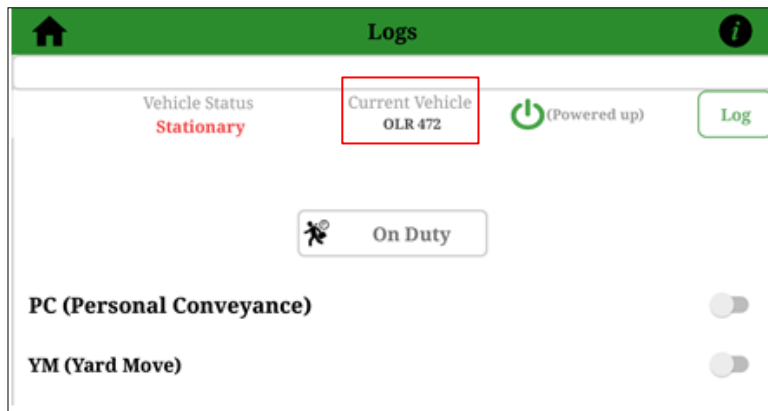 Logs
Vehicle Status
Stationary
Current Vehicle
OLR 472
(Powered up)
Log
On Duty
PC (Personal Conveyance)
YM (Yard Move)